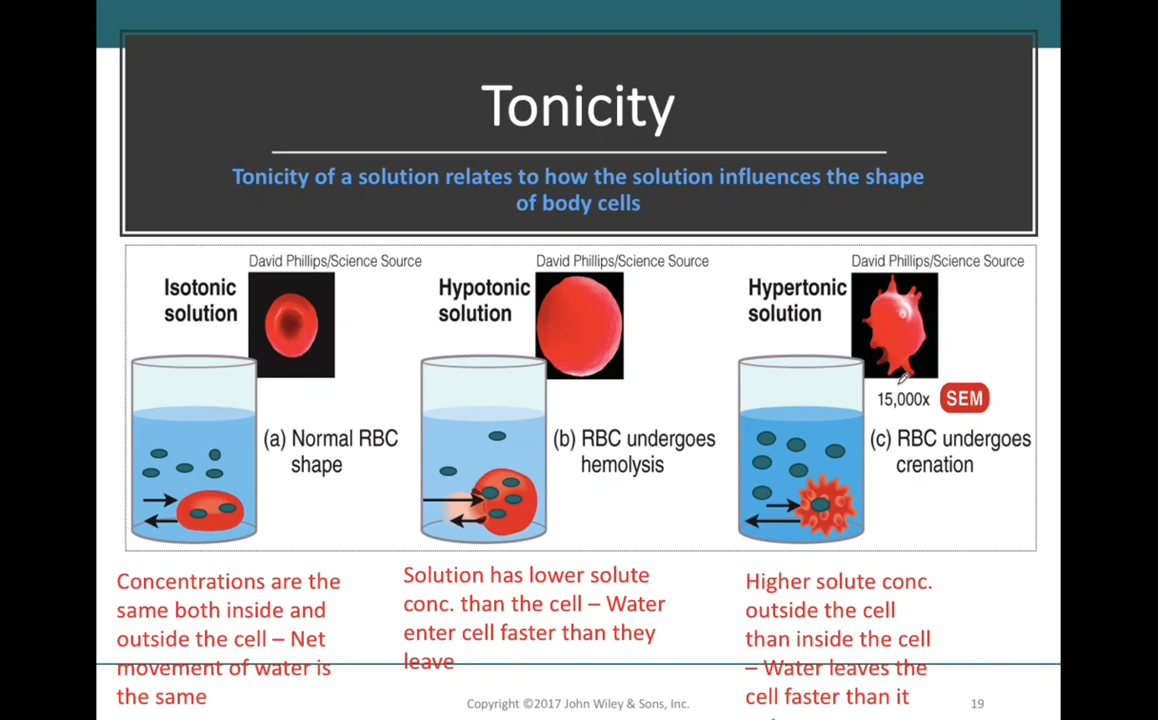 Tonicity
Tonicity of a solution relates to how the solution influences the shape
of body cells
David Phillips/Science Source
Isotonic
solution
(a) Normal RBC
shape
David Phillips/Science Source
Hypotonic
solution
(b) RBC undergoes
hemolysis
David Phillips/Science Source
Hypertonic
solution
15,000x
SEM
(c) RBC undergoes
crenation
Concentrations are the
same both inside and
outside the cell – Net
movement of water is
the same
Solution has lower solute
conc. than the cell – Water
enter cell faster than they
leave
Higher solute conc.
outside the cell
than inside the cell
– Water leaves the
cell faster than it
Copyright ©2017 John Wiley & Sons, Inc.
19